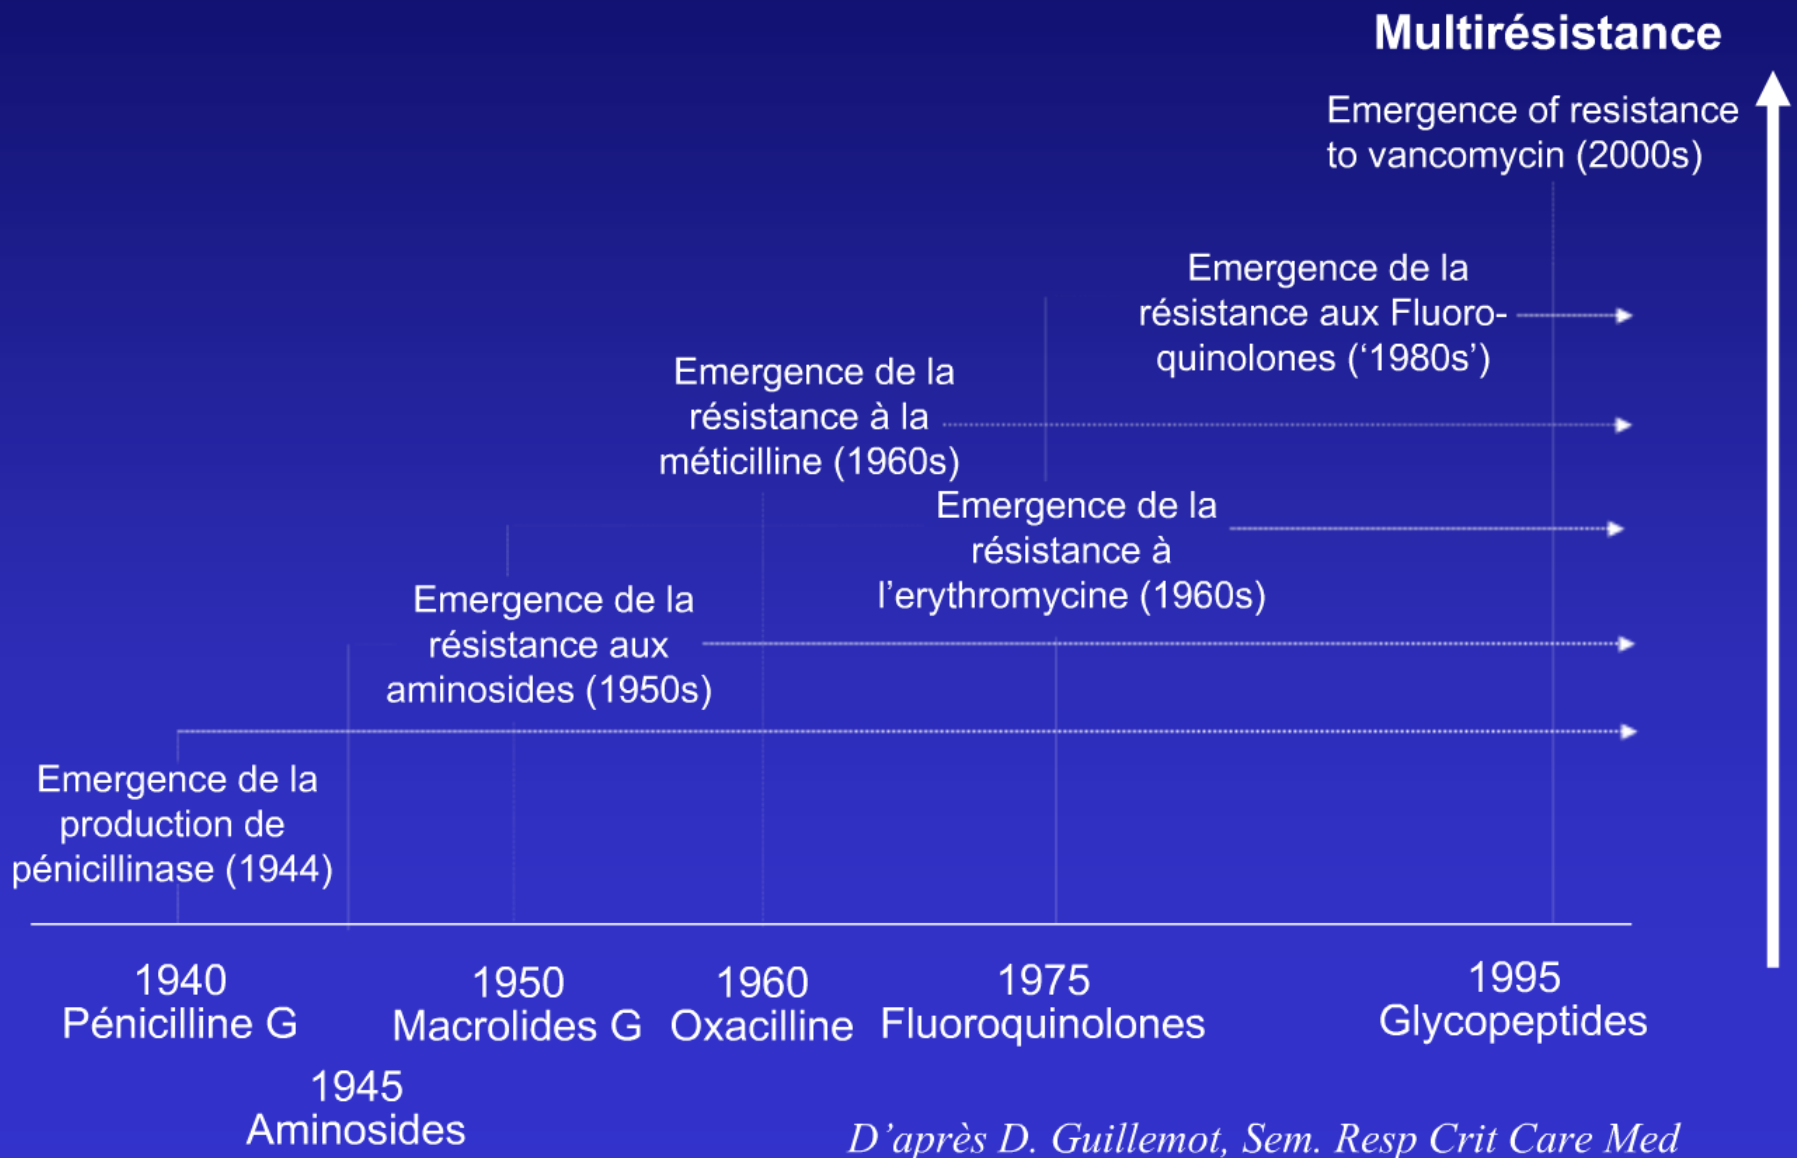 Multirésistance
Emergence of resistance
to vancomycin (2000s)
Emergence de la
résistance aux Fluoro-
quinolones (‘1980s’)
Emergence de la
résistance à la
méticilline (1960s)
Emergence de la
résistance à
l’erythromycine (1960s)
Emergence de la
résistance aux
aminosides (1950s)
Emergence de la
production de
pénicillinase (1944)
1940
Pénicilline G
1945
Aminosides
1950
Macrolides G
1960
Oxacilline
1975
Fluoroquinolones
1995
Glycopeptides
D’après D. Guillemot, Sem. Resp Crit Care Med